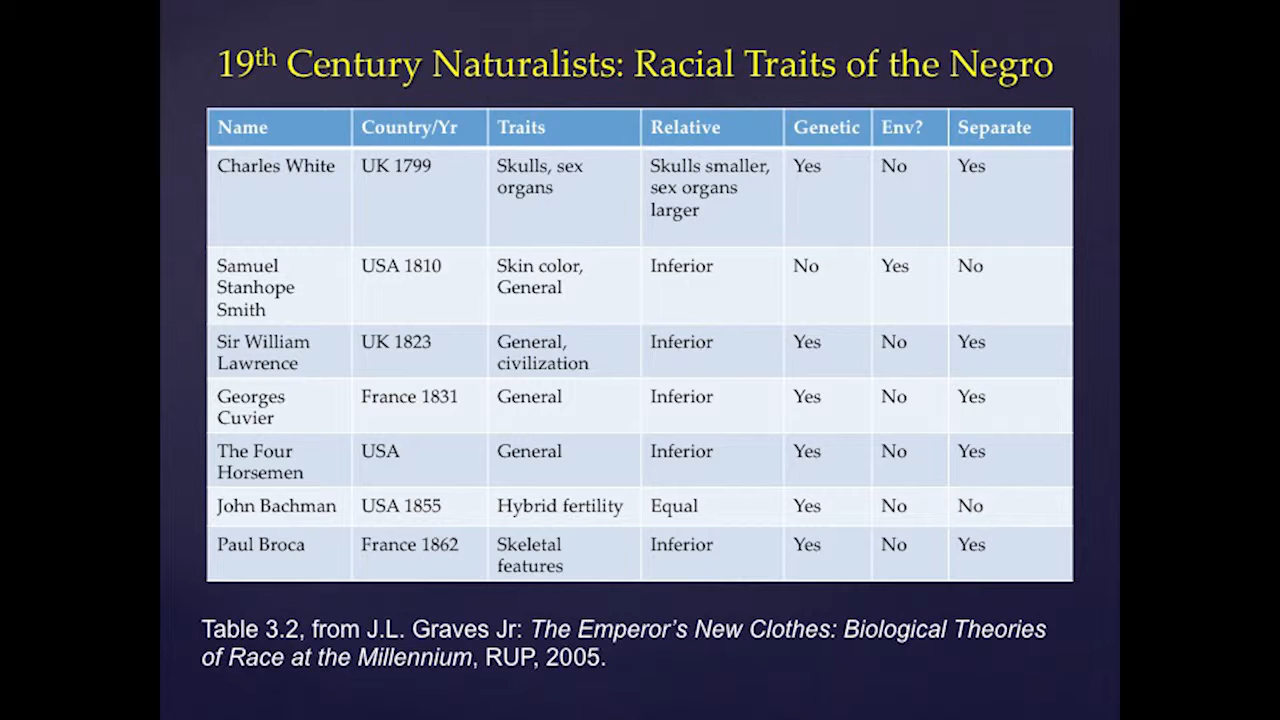 19th Century Naturalists: Racial Traits of the Negro
Name Country/Yr Traits Relative Genetic Env? Separate
Charles White UK 1799 Skulls, sex Skulls smaller, Yes No Yes
organs sex organs
larger
Samuel USA 1810 Skin color, Inferior No Yes No
Stanhope General
Smith
Sir William UK 1823 General, Inferior Yes No Yes
Lawrence civilization
Georges France 1831 General Inferior Yes No Yes
Cuvier
The Four USA General Inferior Yes No Yes
Horsemen
John Bachman USA 1855 Hybrid fertility Equal Yes No No
Paul Broca France 1862 Skeletal Inferior Yes No Yes
features
Table 3.2, from J.L. Graves Jr: The Emperor's New Clothes: Biological Theories
of Race at the Millennium, RUP, 2005.